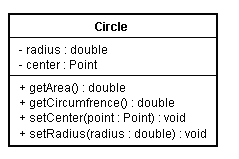 Circle
- radius : double
- center : Point
+ getArea() : double
+ getCircumfrence() : double
+ setCenter(point : Point) : void
+ setRadius(radius : double) : void